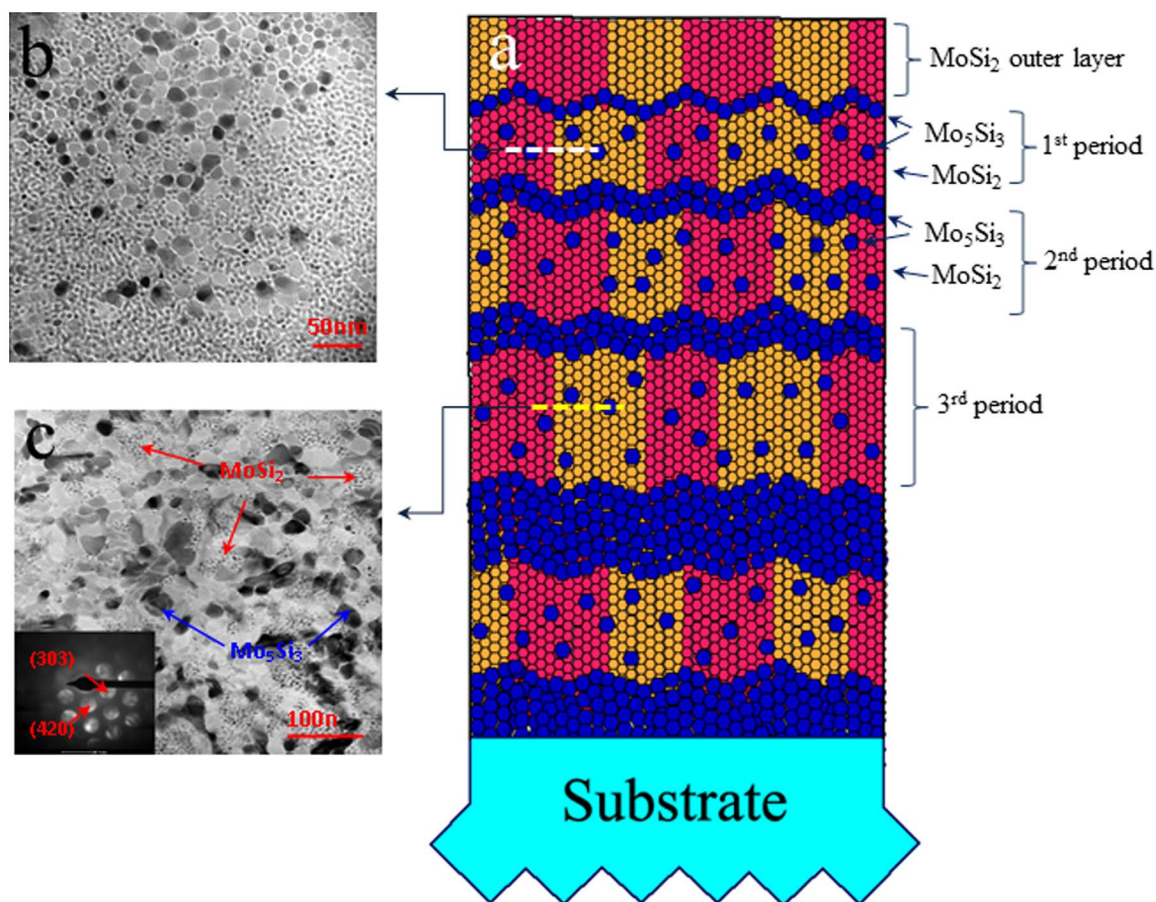 b
50nm
c
MoSi₂
Mo₅Si₃
(303)
(420)
100n
a
MoSi₂ outer layer
Mo₅Si₃
MoSi₂
1st period
Mo₅Si₃
MoSi₂
2nd period
3rd period
Substrate